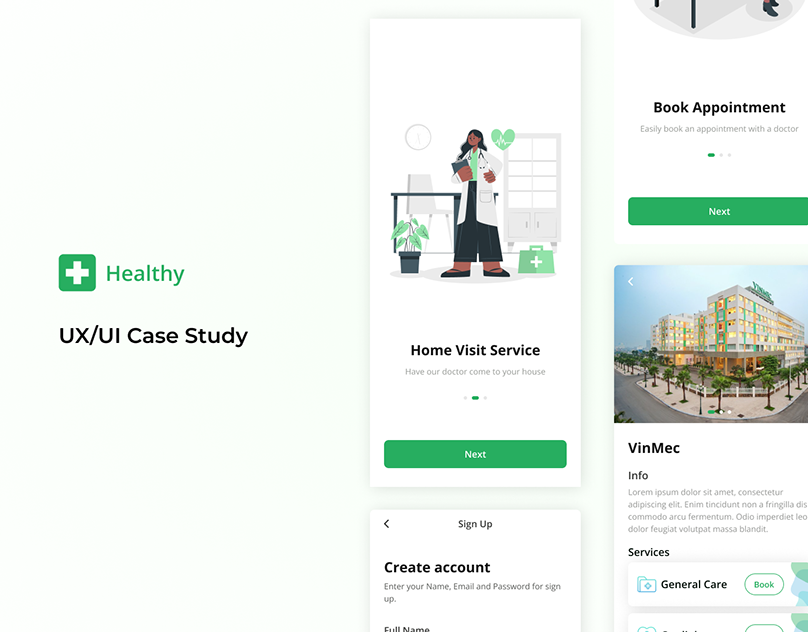 Healthy
UX/UI Case Study
Home Visit Service
Have our doctor come to your house
Next
Sign Up
Create account
Enter your Name, Email and Password for sign
up.
Full Name
Book Appointment
Easily book an appointment with a doctor
Next
VINMEC
VinMec
Info
Lorem ipsum dolor sit amet, consectetur
adipiscing elit. Enim tincidunt non a fringilla dis
commodo arcu fermentum. Odio imperdiet leo
dolor feugiat volutpat massa blandit.
Services
General Care
Book